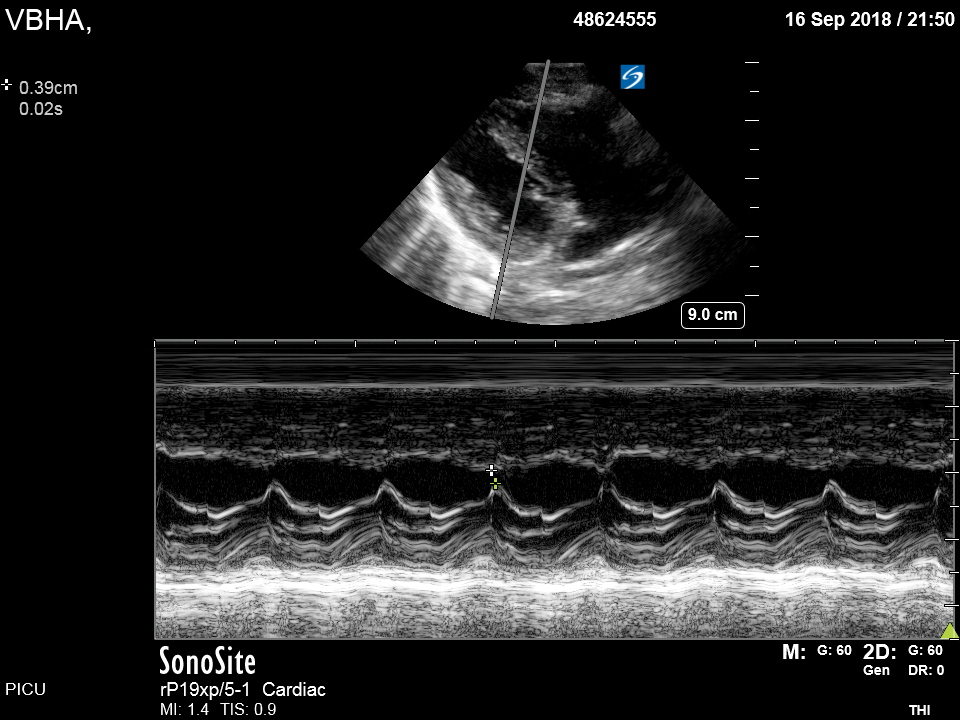 VBHA, 48624555 16 Sep 2018 / 21:50
0.39cm
0.02s
9.0 cm
SonoSite M: G: 60 2D: G: 60
Gen DR: 0
PICU rP19xp/5-1 Cardiac
MI: 1.4 TIS: 0.9 THI